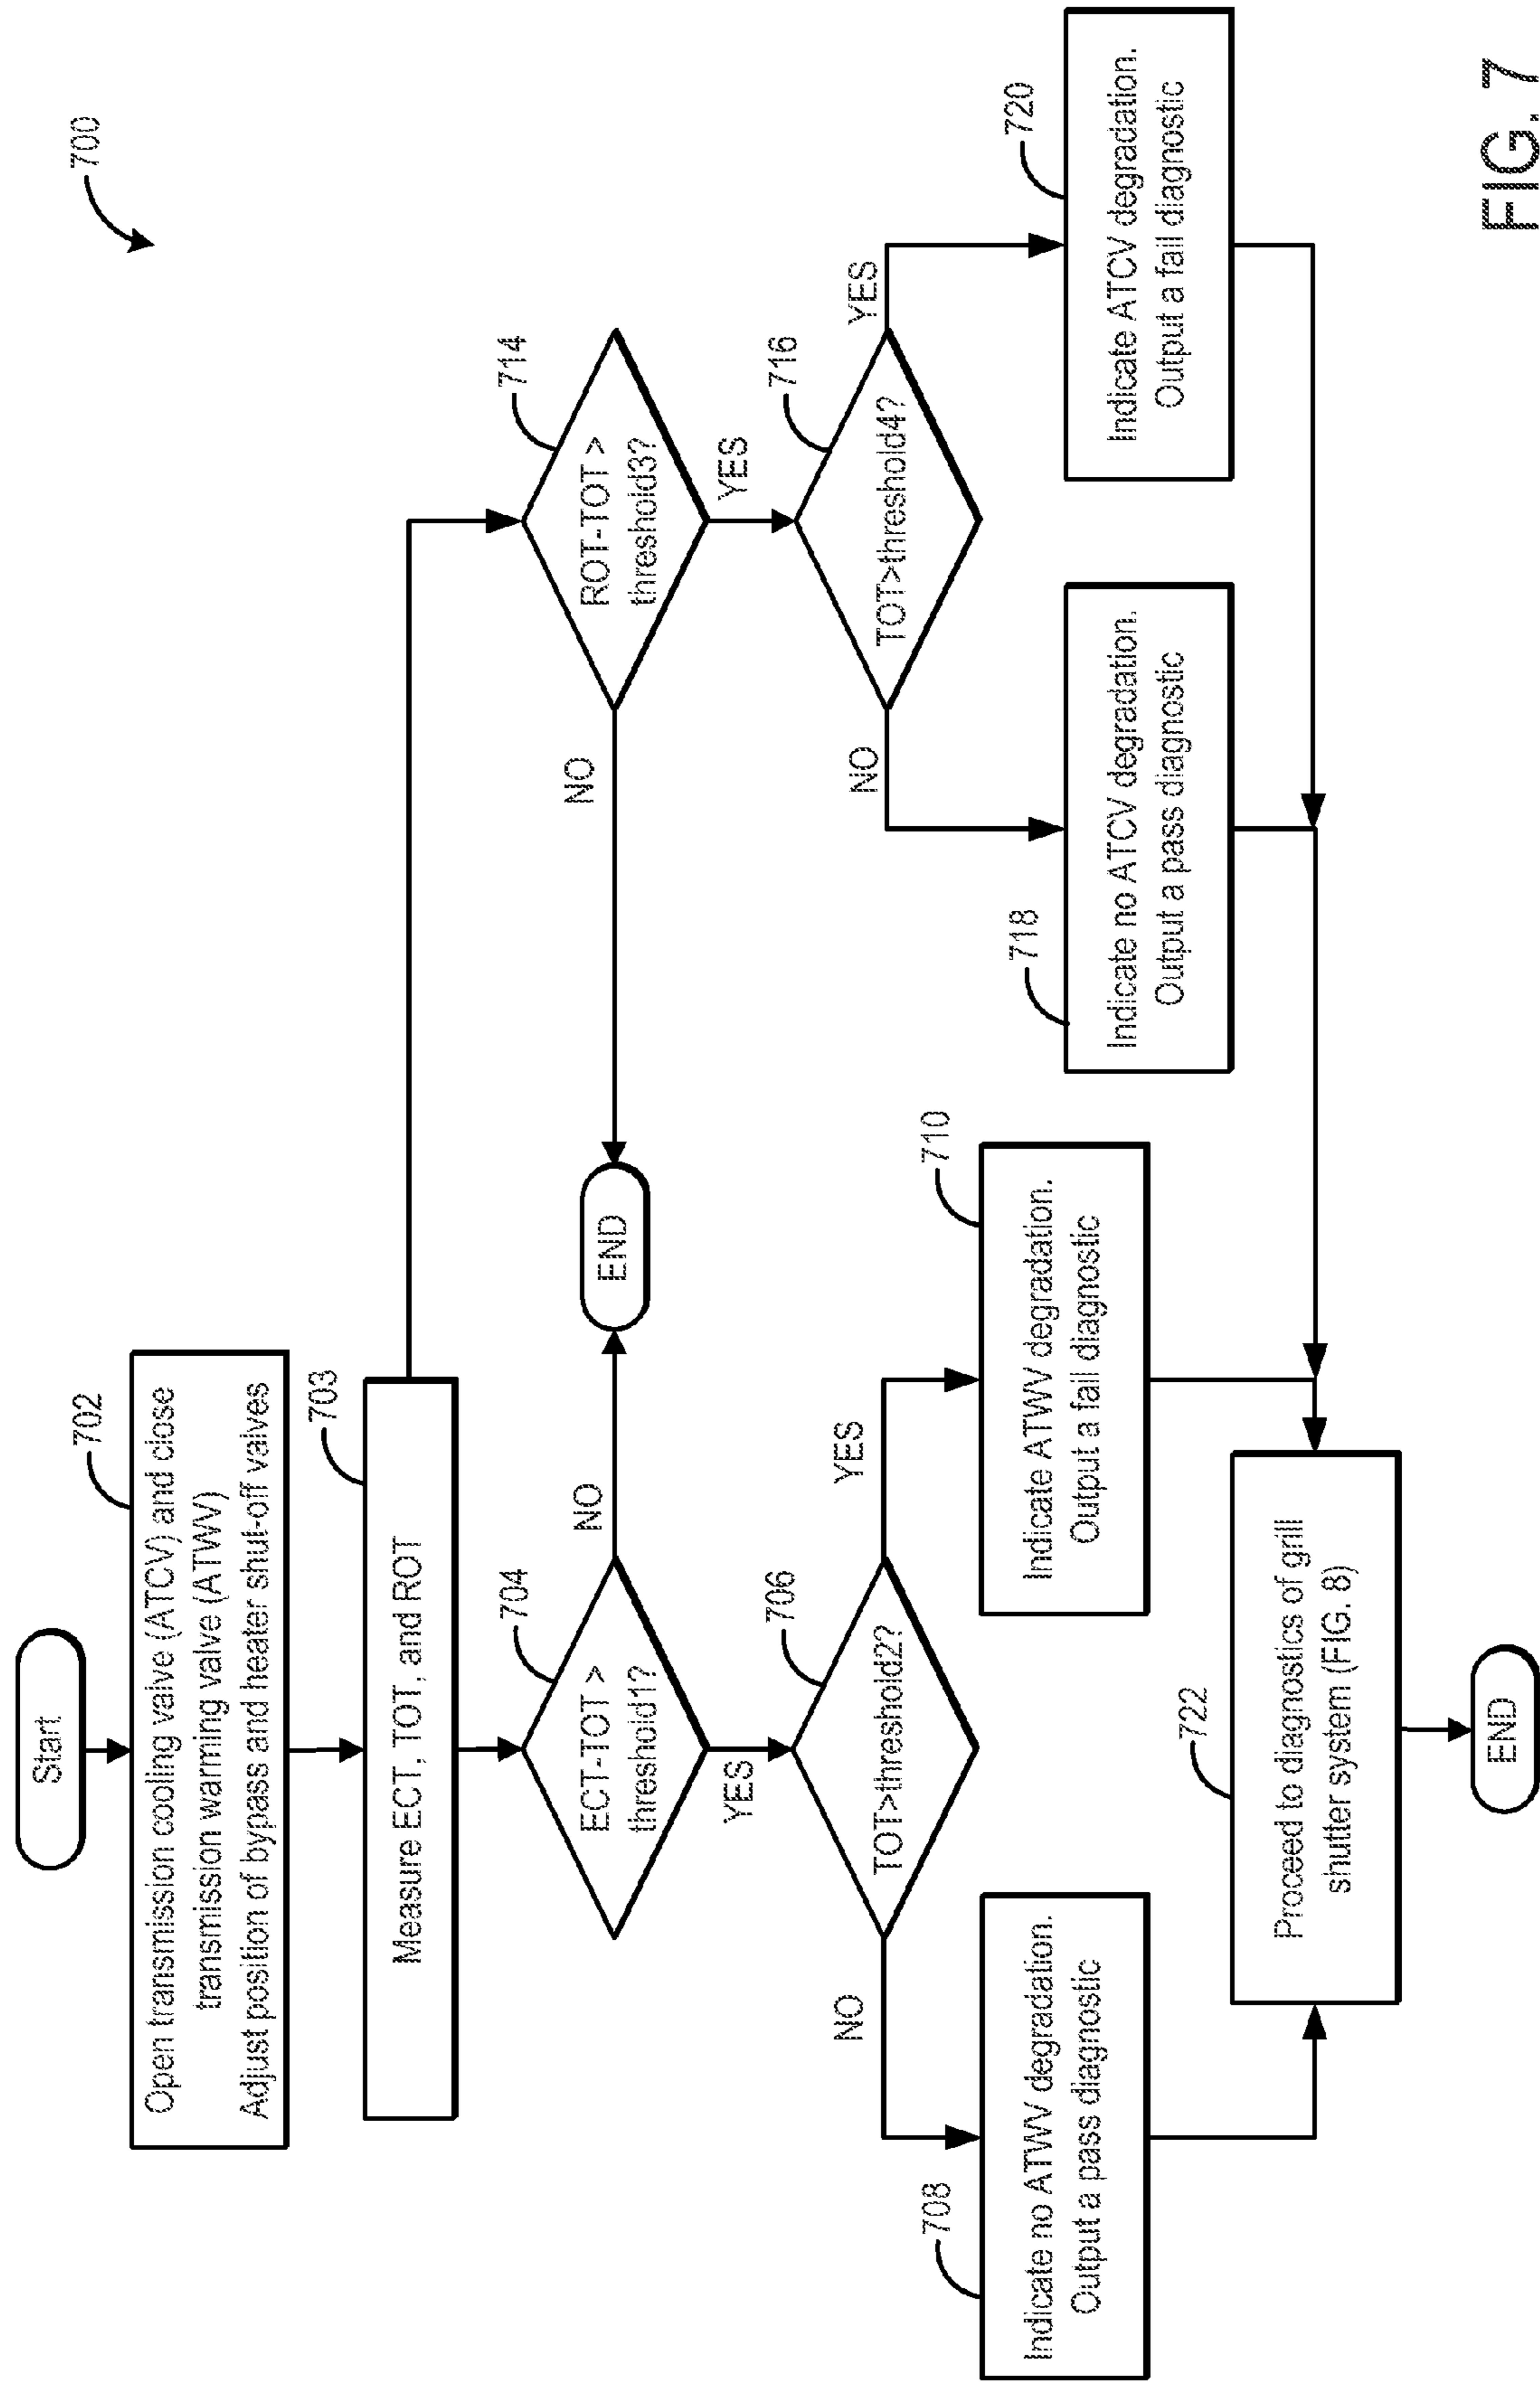 700
Start
702
Open transmission cooling valve (ATCV) and close
transmission warming valve (ATWV)
Adjust position of bypass and heater shut-off valves
703
Measure ECT, TOT, and ROT
704
ECT-TOT >
threshold1?
NO
END
NO
714
ROT-TOT >
threshold3?
YES
YES
706
TOT>threshold2?
NO
YES
716
TOT>threshold4?
NO
YES
708
Indicate no ATWV degradation.
Output a pass diagnostic
710
Indicate ATWV degradation.
Output a fail diagnostic
718
Indicate no ATCV degradation.
Output a pass diagnostic
720
Indicate ATCV degradation.
Output a fail diagnostic
722
Proceed to diagnostics of grill
shutter system (FIG. 8)
END
FIG. 7